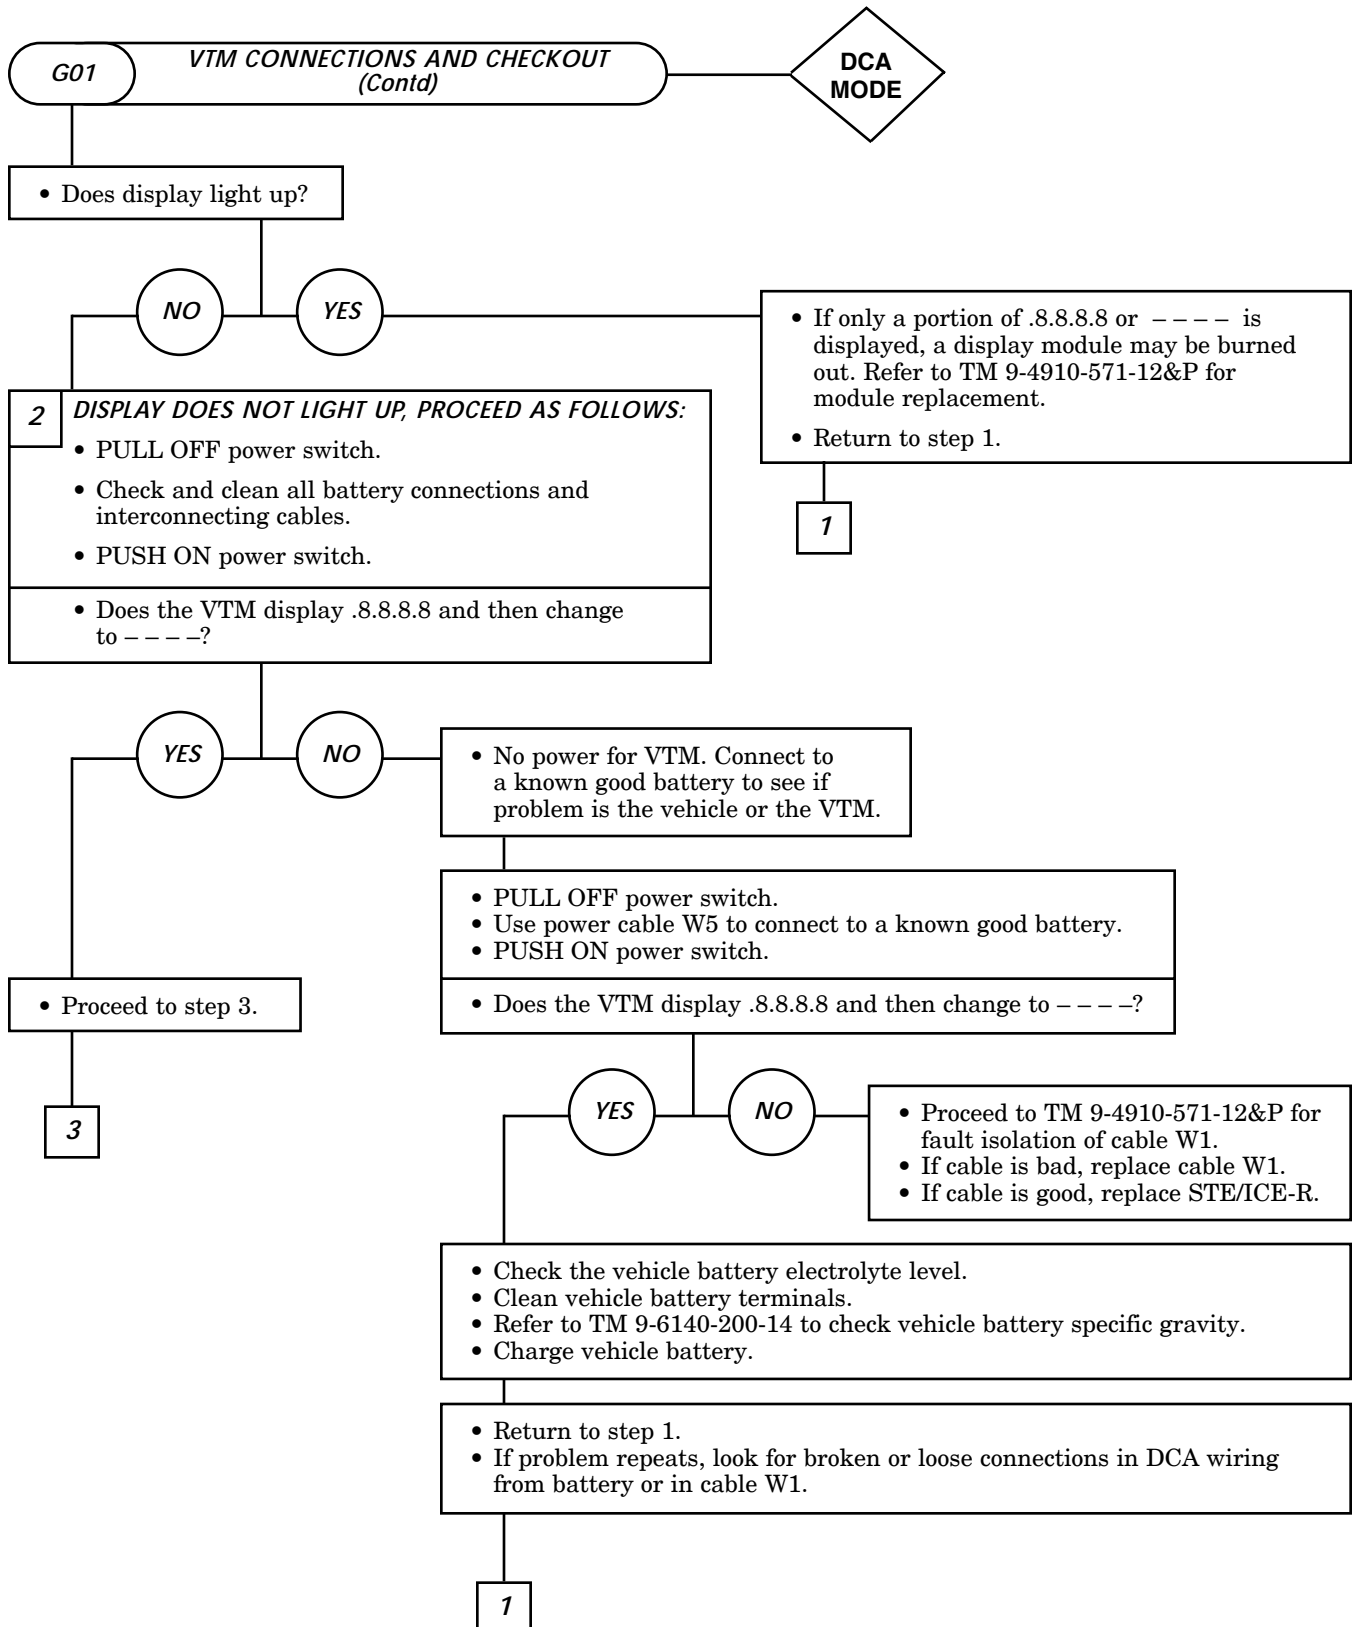 G01
VTM CONNECTIONS AND CHECKOUT
(Contd)
DCA
MODE
• Does display light up?
NO
YES
• If only a portion of .8.8.8.8 or – – – – is
displayed, a display module may be burned
out. Refer to TM 9-4910-571-12&P for
module replacement.
• Return to step 1.
1
2
DISPLAY DOES NOT LIGHT UP, PROCEED AS FOLLOWS:
• PULL OFF power switch.
• Check and clean all battery connections and
interconnecting cables.
• PUSH ON power switch.
• Does the VTM display .8.8.8.8 and then change
to – – – –?
YES
NO
• No power for VTM. Connect to
a known good battery to see if
problem is the vehicle or the VTM.
• PULL OFF power switch.
• Use power cable W5 to connect to a known good battery.
• PUSH ON power switch.
• Does the VTM display .8.8.8.8 and then change to – – – –?
• Proceed to step 3.
3
YES
NO
• Proceed to TM 9-4910-571-12&P for
fault isolation of cable W1.
• If cable is bad, replace cable W1.
• If cable is good, replace STE/ICE-R.
• Check the vehicle battery electrolyte level.
• Clean vehicle battery terminals.
• Refer to TM 9-6140-200-14 to check vehicle battery specific gravity.
• Charge vehicle battery.
• Return to step 1.
• If problem repeats, look for broken or loose connections in DCA wiring
from battery or in cable W1.
1